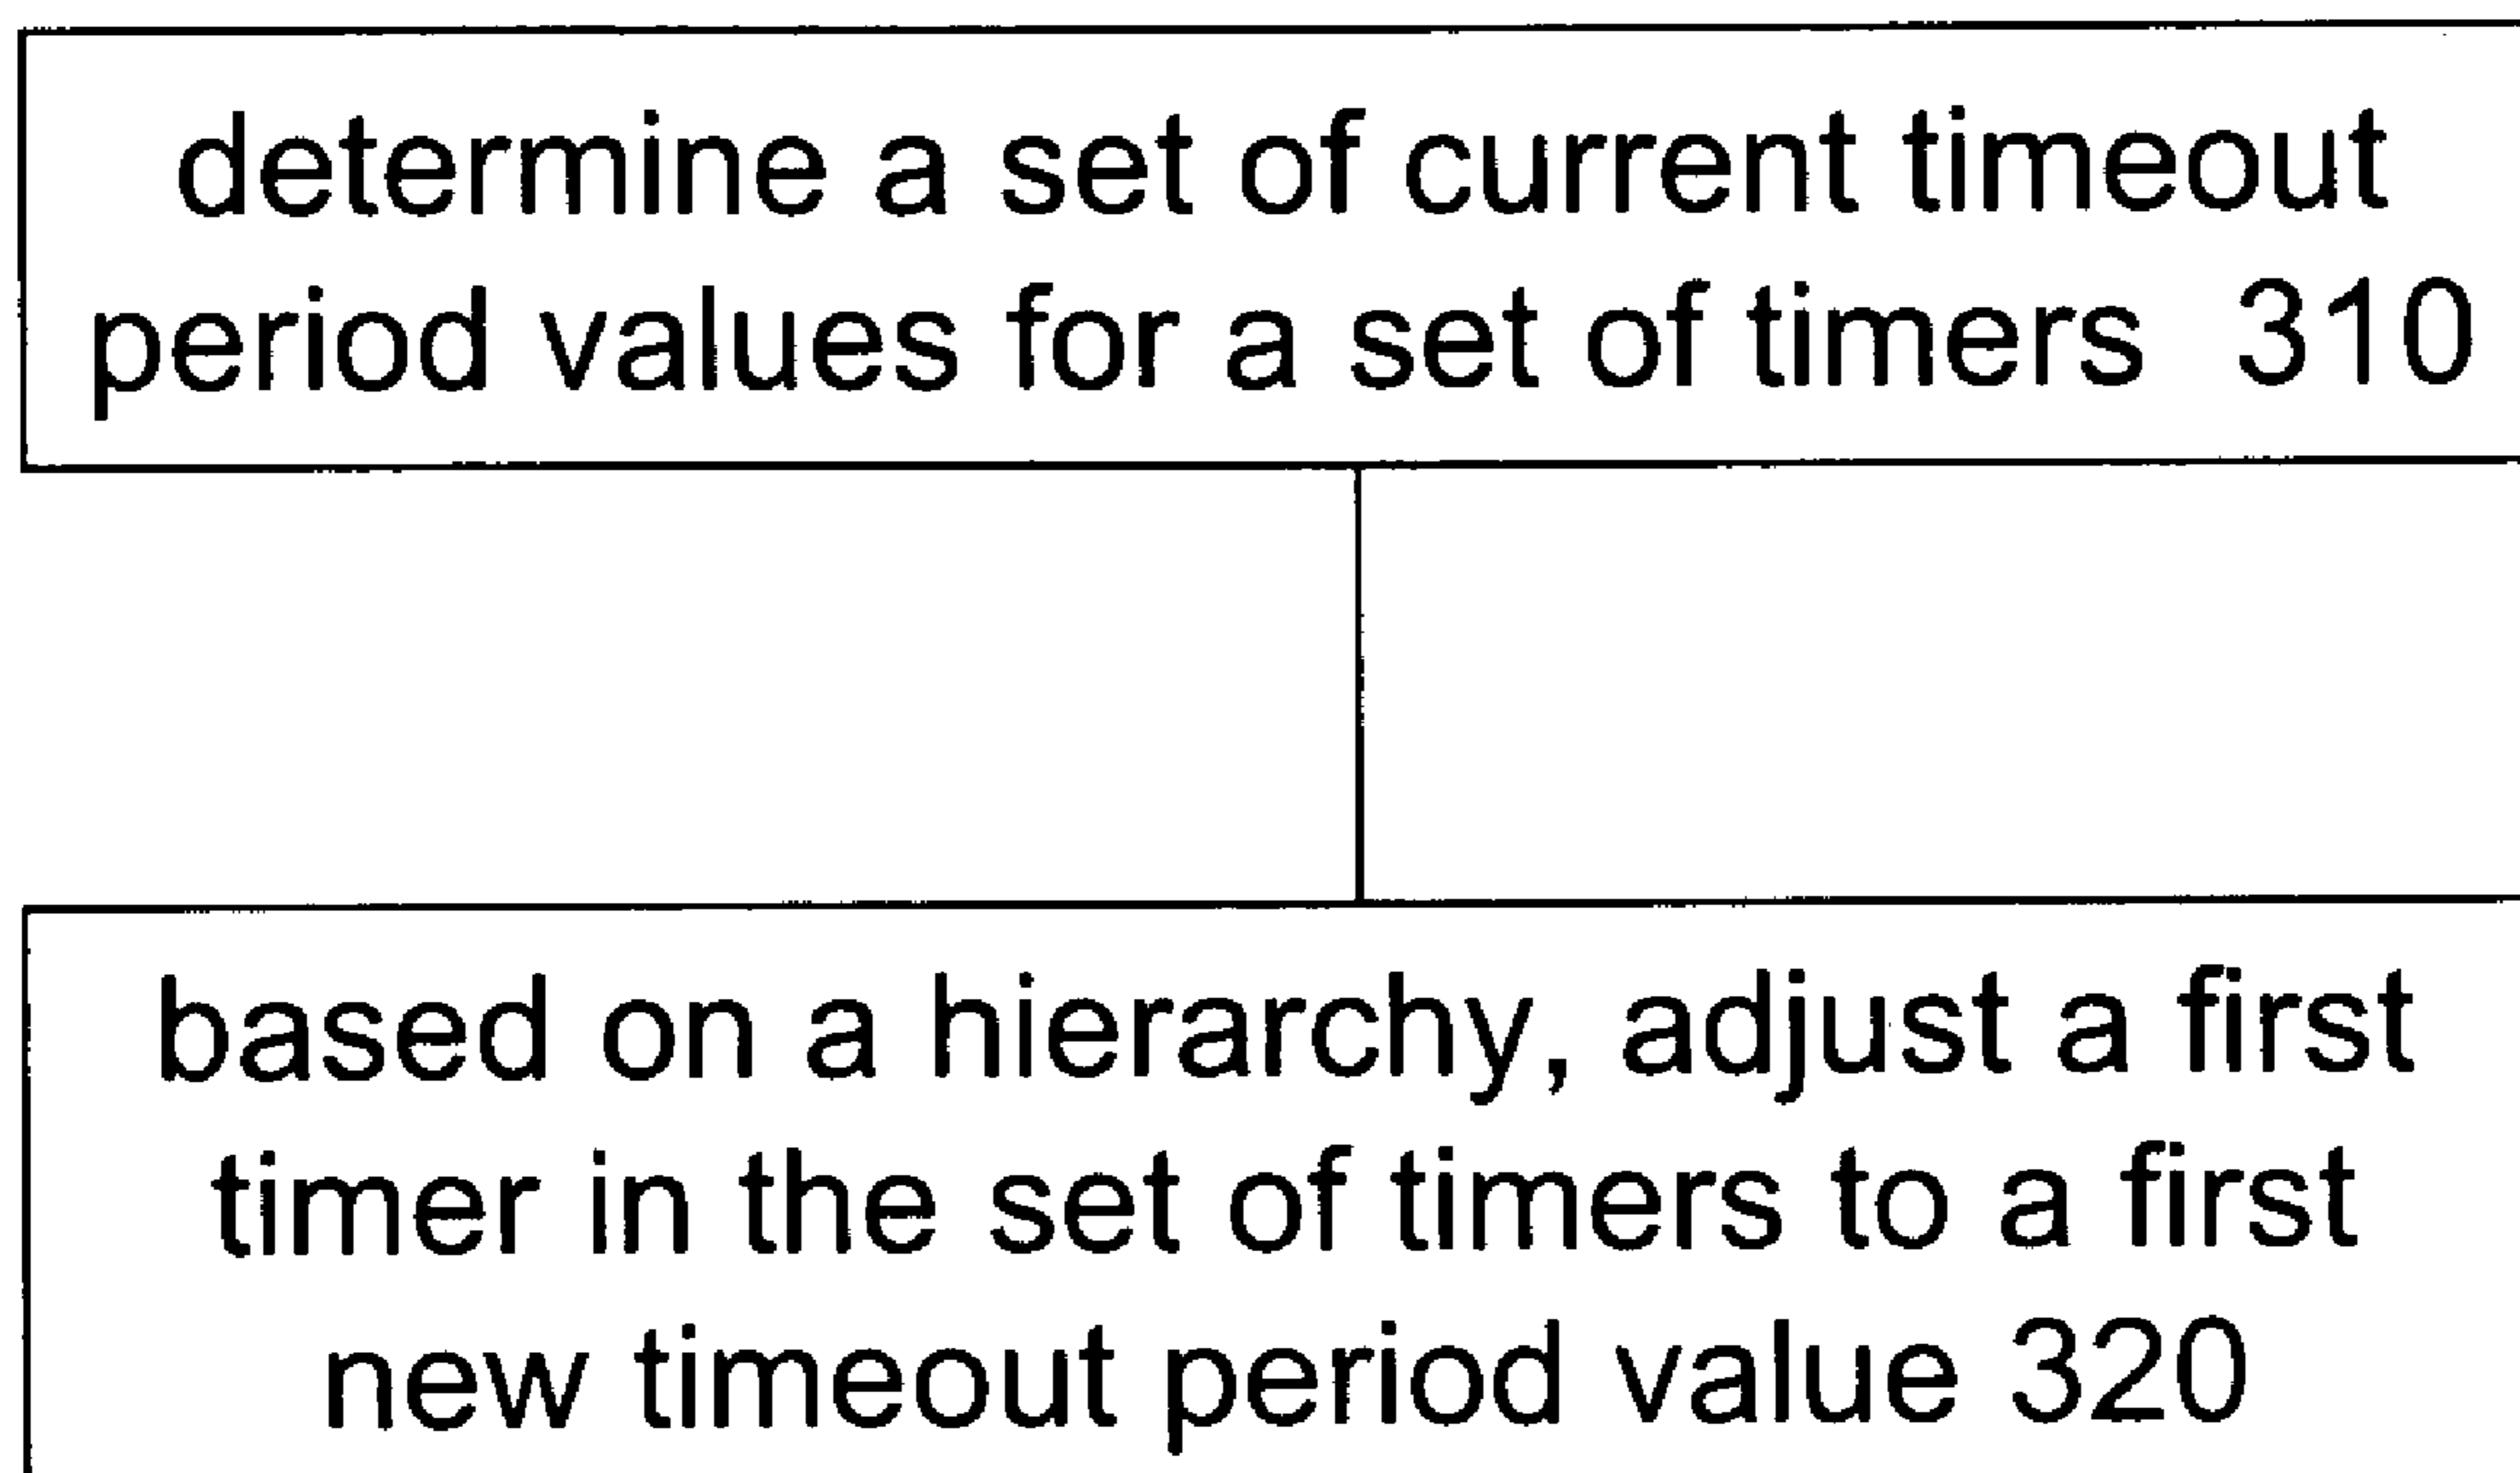 determine a set of current timeout
period values for a set of timers 310
based on a hierarchy, adjust a first
timer in the set of timers to a first
new timeout period value 320